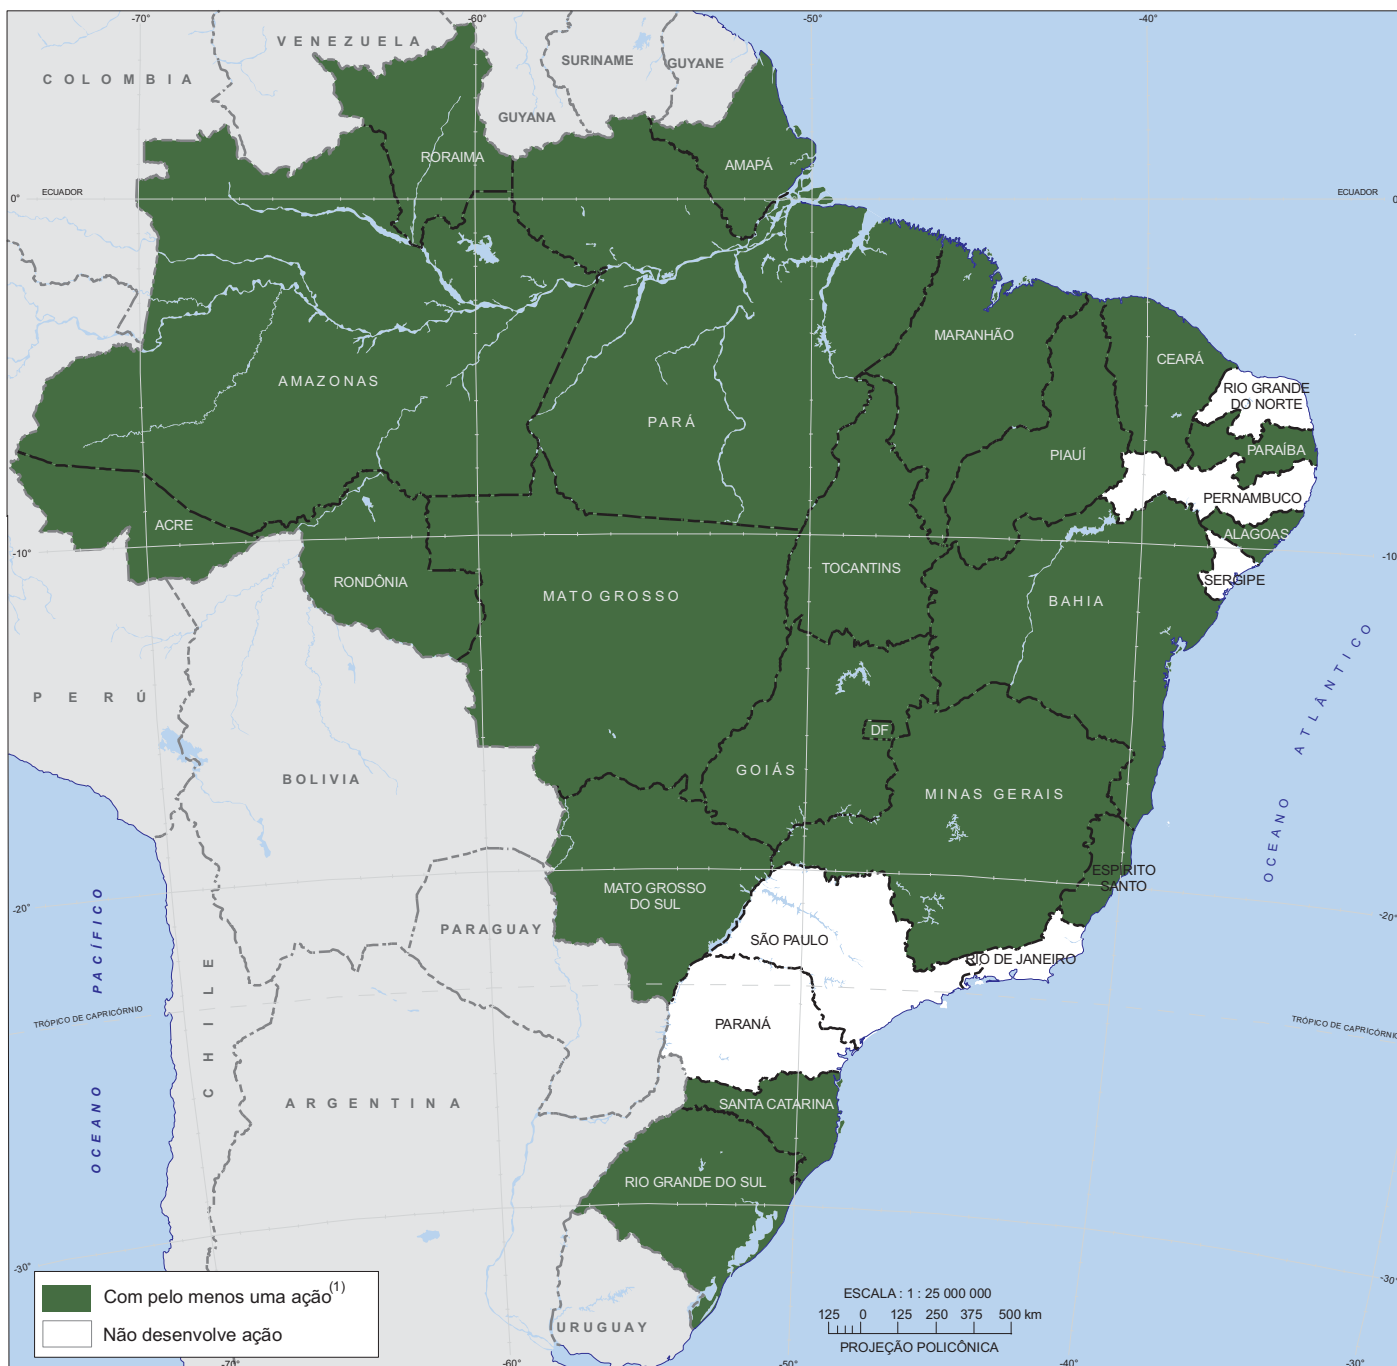 -70°
-60°
-50°
-40°
VENEZUELA
COLOMBIA
SURINAME
GUYANE
GUYANA
RORAIMA
AMAPÁ
ECUADOR
ECUADOR
0°
0
MARANHÃO
CEARÁ
AMAZONAS
RIO GRANDE
DO NORTE
PARÁ
PARAÍBA
PIAUÍ
PERNAMBUCO
ACRE
ALAGOAS
-10°
-10
TOCANTINS
RONDÔNIA
SERGIPE
MATO GROSSO
BAHIA
PERÚ
OCEANO ATLÂNTICO
DF
GOIÁS
BOLIVIA
MINAS GERAIS
ESPÍRITO
SANTO
MATO GROSSO
DO SUL
-20°
-20°
PARAGUAY
SÃO PAULO
RIO DE JANEIRO
OCEANO PACÍFICO
CHILE
TRÓPICO DE CAPRICÓRNIO
TRÓPICO DE CAPRICÓRNIO
PARANÁ
ARGENTINA
SANTA CATARINA
RIO GRANDE DO SUL
-30°
-30°
Com pelo menos uma ação(1)
Não desenvolve ação
URUGUAY
ESCALA : 1 : 25 000 000
125 0 125 250 375 500 km
PROJEÇÃO POLICÔNICA
-70°
-60°
-50°
-40°
-30°